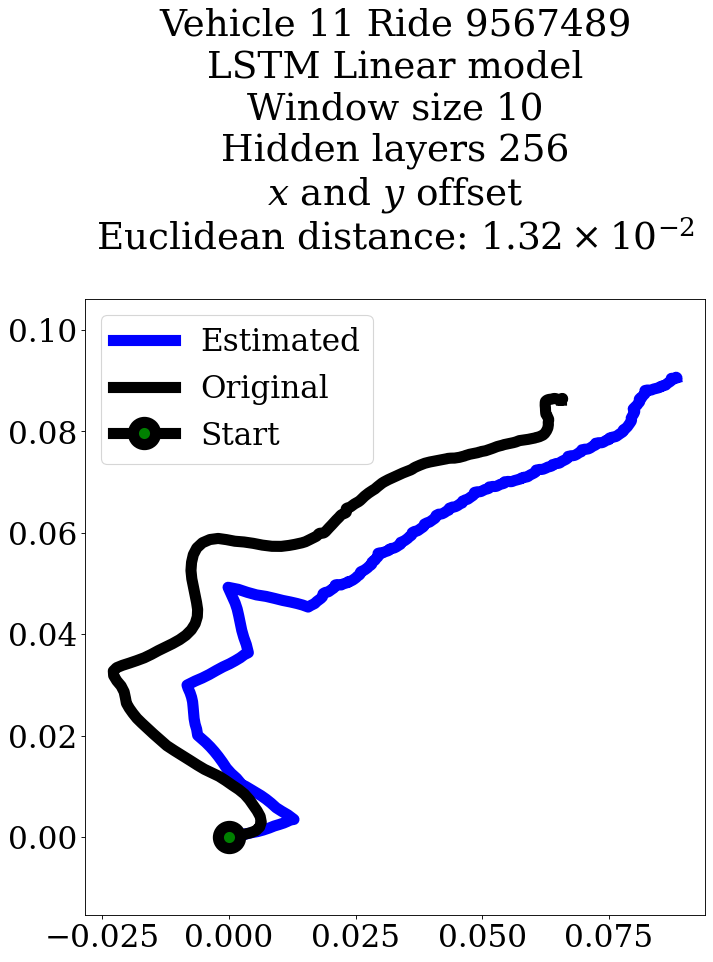 Vehicle 11 Ride 9567489
LSTM Linear model
Window size 10
Hidden layers 256
x and y offset
Euclidean distance: 1.32 × 10⁻²
Estimated
Original
Start
0.10
0.08
0.06
0.04
0.02
0.00
−0.025 0.000 0.025 0.050 0.075